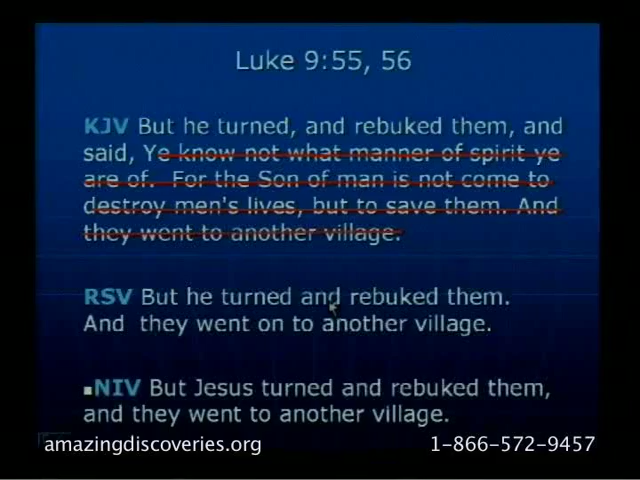 Luke 9:55, 56
KJV But he turned, and rebuked them, and
said, Ye know not what manner of spirit ye
are of. For the Son of man is not come to
destroy men's lives, but to save them. And
they went to another village.
RSV But he turned and rebuked them.
And they went on to another village.
NIV But Jesus turned and rebuked them,
and they went to another village.
amazingdiscoveries.org 1-866-572-9457